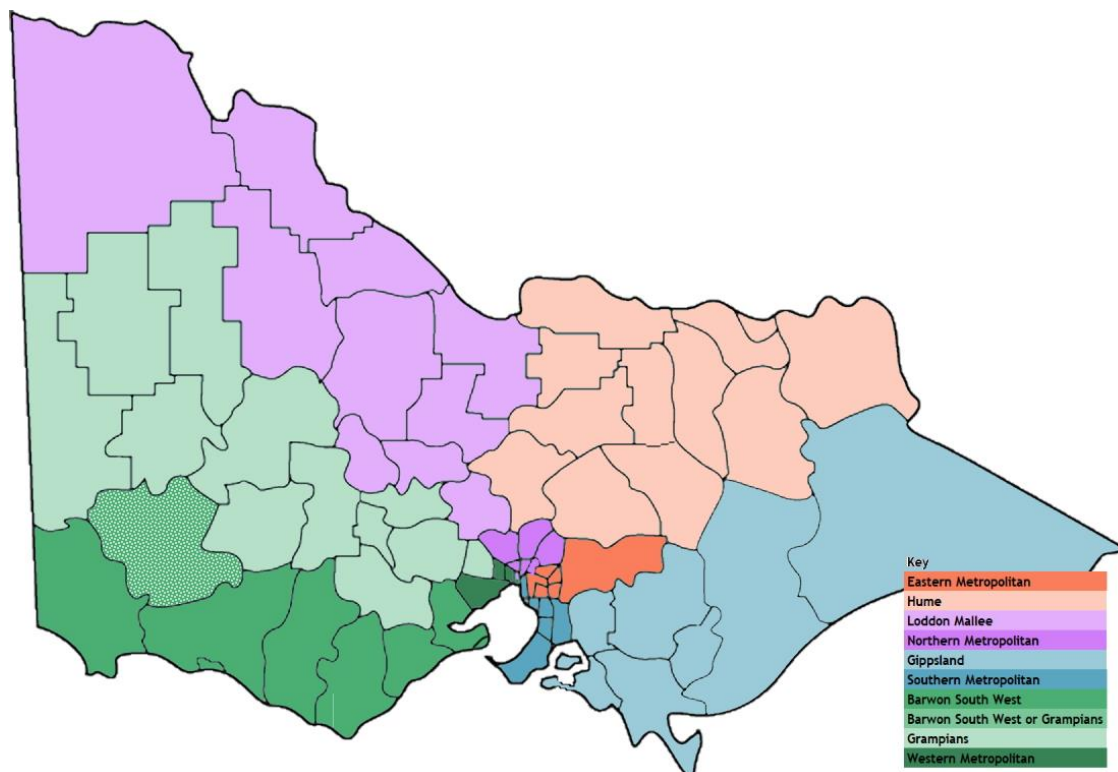 Key
Eastern Metropolitan
Hume
Loddon Mallee
Northern Metropolitan
Gippsland
Southern Metropolitan
Barwon South West
Barwon South West or Grampians
Grampians
Western Metropolitan